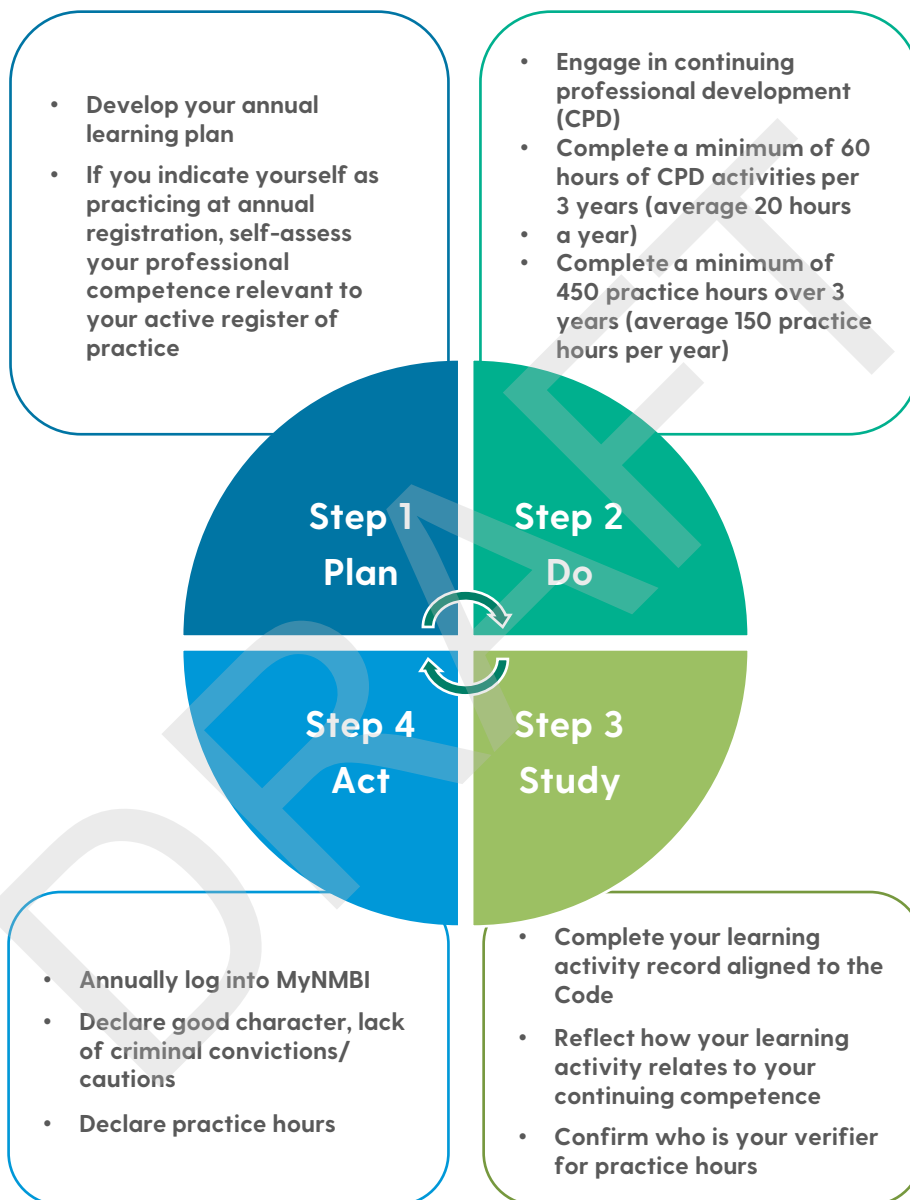 • Develop your annual
learning plan
• If you indicate yourself as
practicing at annual
registration, self-assess
your professional
competence relevant to
your active register of
practice
• Engage in continuing
professional development
(CPD)
• Complete a minimum of 60
hours of CPD activities per
3 years (average 20 hours
• a year)
• Complete a minimum of
450 practice hours over 3
years (average 150 practice
hours per year)
Step 1
Plan
Step 2
Do
Step 4
Act
Step 3
Study
• Annually log into MyNMBI
• Declare good character, lack
of criminal convictions/
cautions
• Declare practice hours
• Complete your learning
activity record aligned to the
Code
• Reflect how your learning
activity relates to your
continuing competence
• Confirm who is your verifier
for practice hours
DRAFT